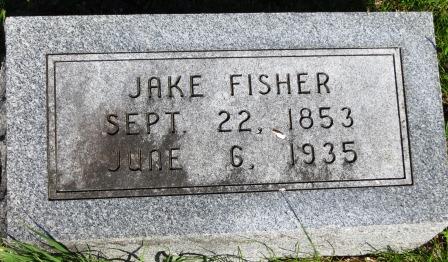 JAKE FISHER
SEPT. 22, 1853
JUNE 6, 1935